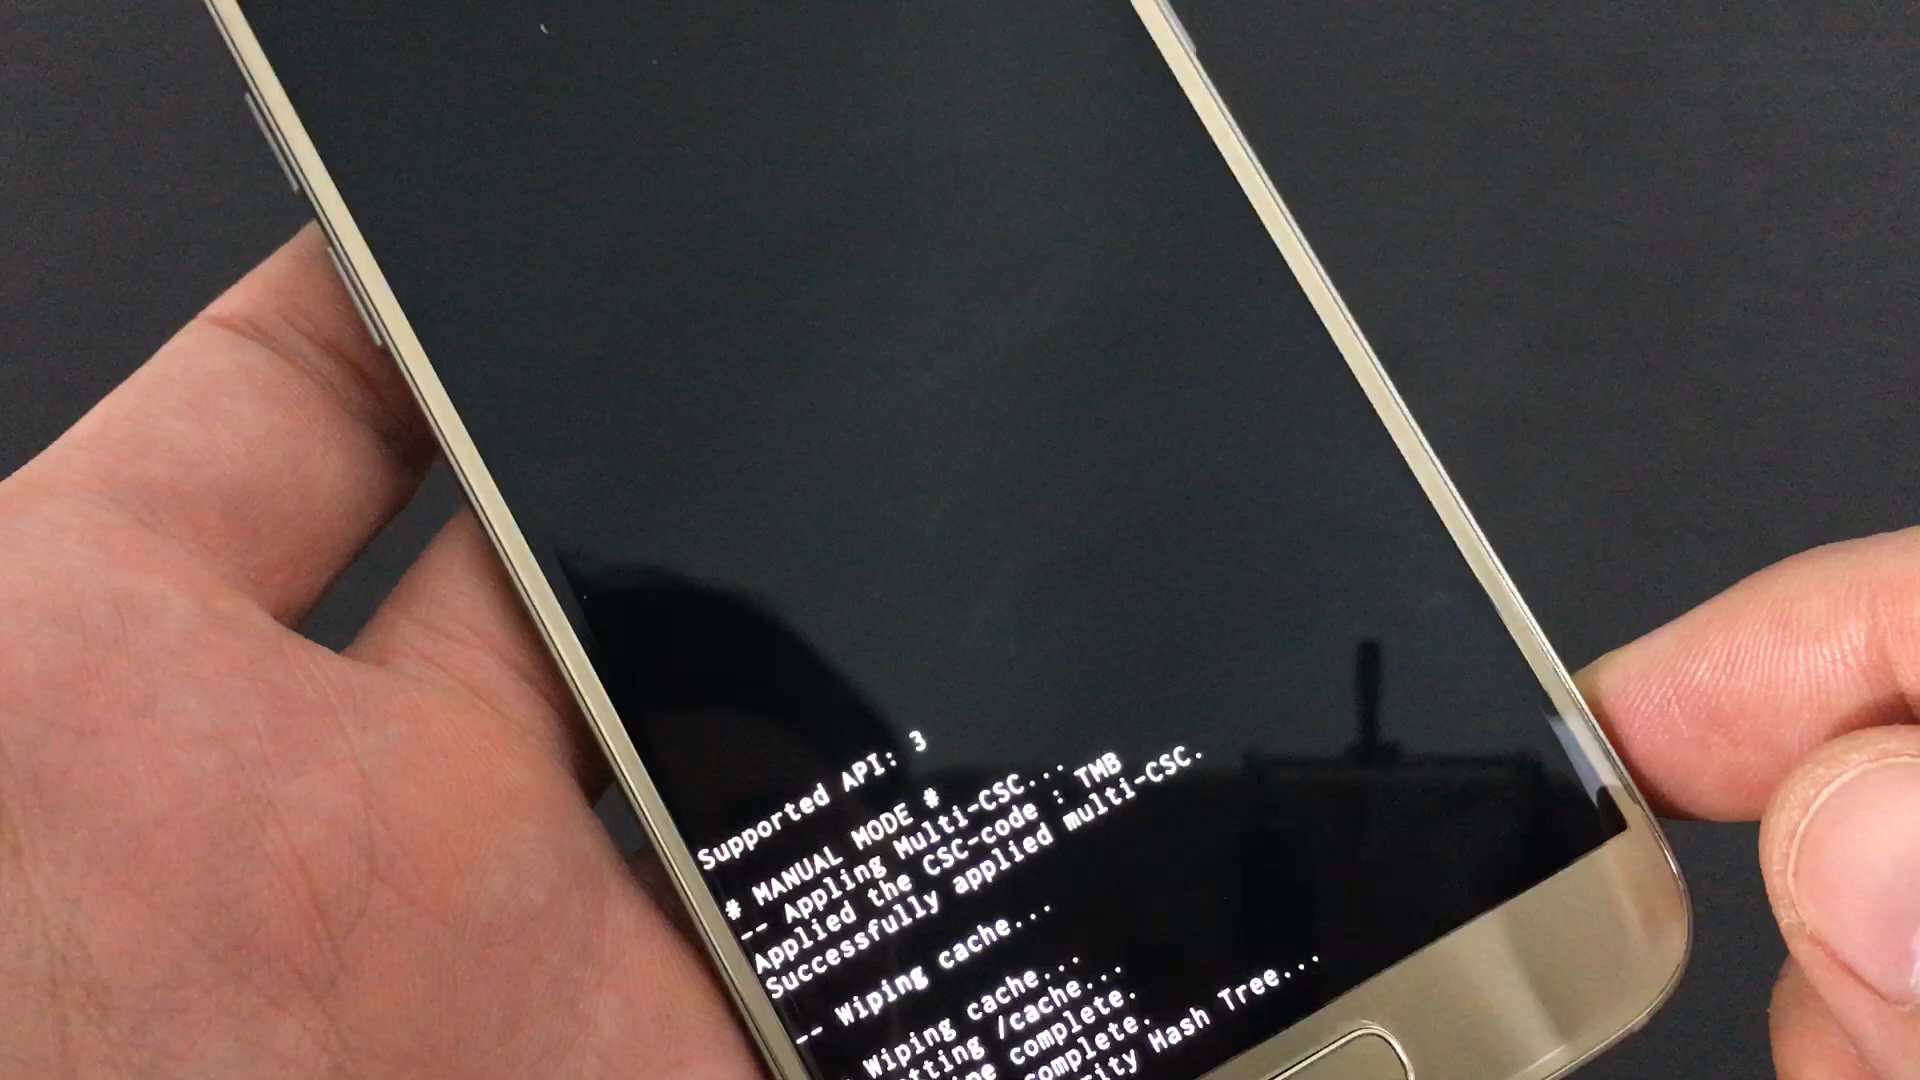 Supported API: 3
# MANUAL MODE #
-- Appling Multi-CSC...
Applied the CSC-code : TMB
Successfully applied multi-CSC.
-- Wiping cache...
Wiping cache...
/cache...
complete.
complete.
Hash Tree...